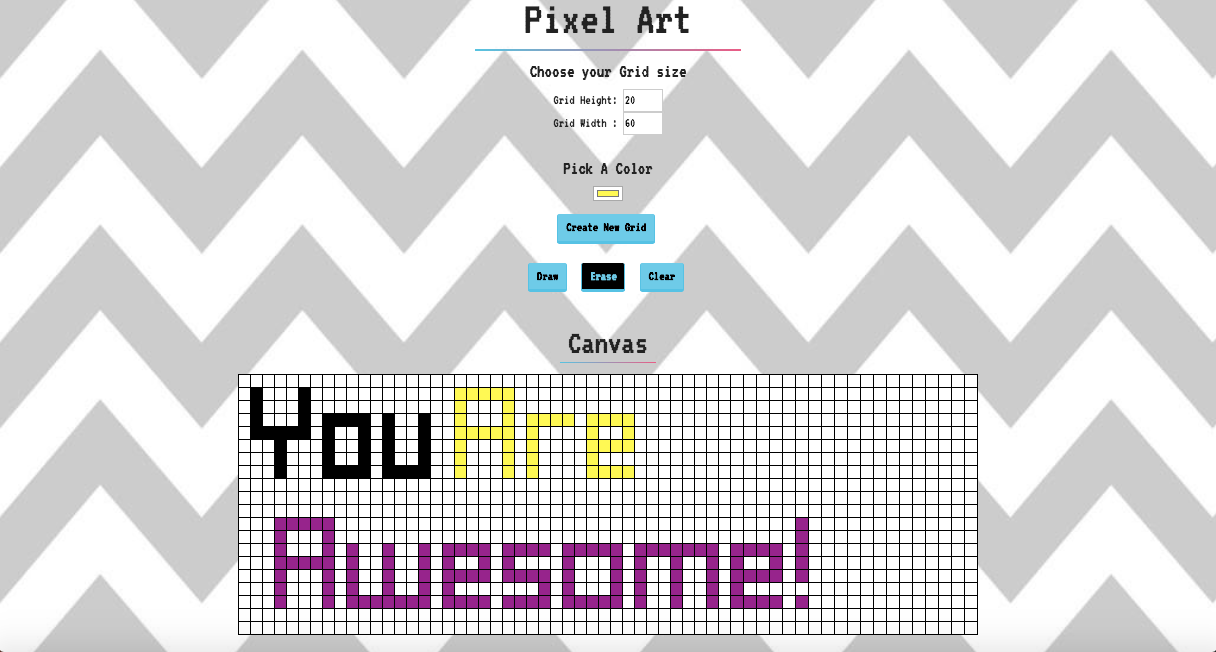 Pixel Art
Choose your Grid size
Grid Height: 20
Grid Width : 60
Pick A Color
Create New Grid
Draw Erase Clear
Canvas
You Are
Awesome!